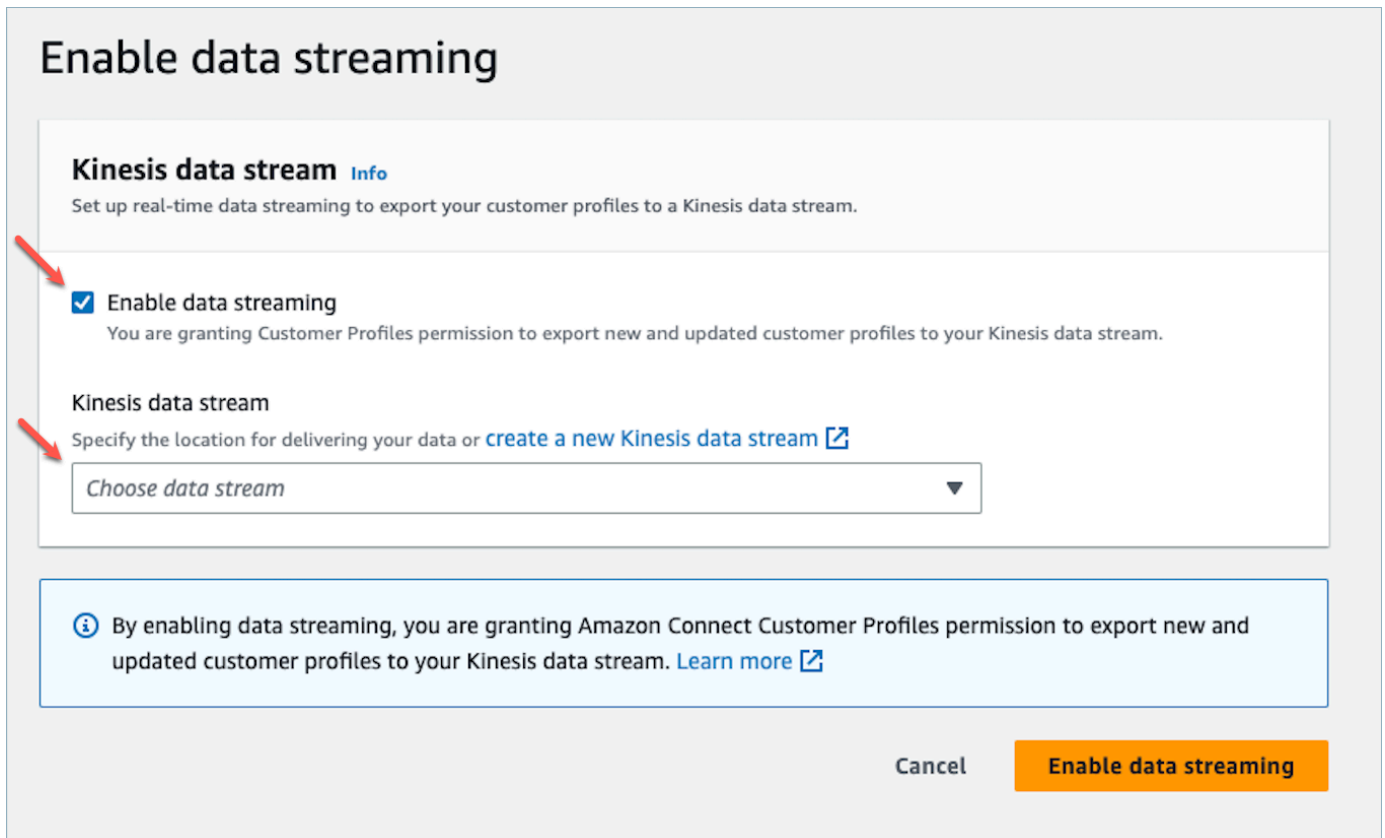 Enable data streaming
Kinesis data stream Info
Set up real-time data streaming to export your customer profiles to a Kinesis data stream.
Enable data streaming
You are granting Customer Profiles permission to export new and updated customer profiles to your Kinesis data stream.
Kinesis data stream
Specify the location for delivering your data or create a new Kinesis data stream
Choose data stream
By enabling data streaming, you are granting Amazon Connect Customer Profiles permission to export new and
updated customer profiles to your Kinesis data stream. Learn more
Cancel Enable data streaming